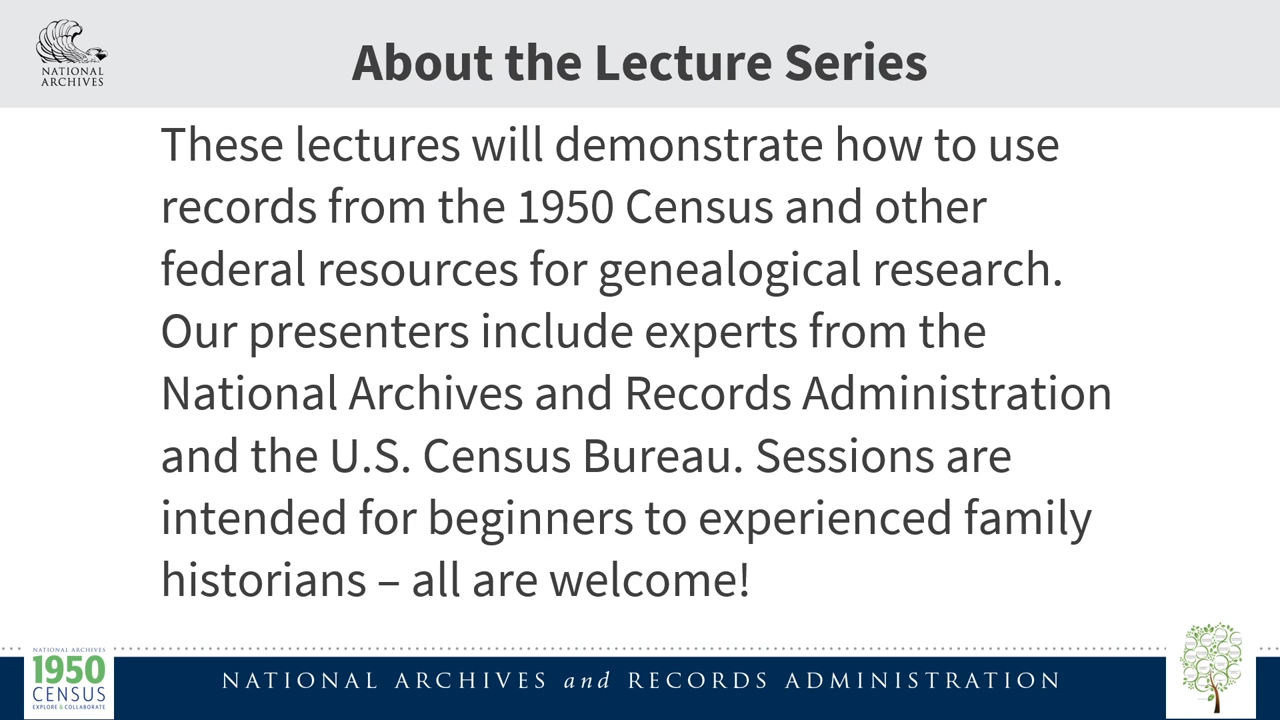 NATIONAL
ARCHIVES
About the Lecture Series
These lectures will demonstrate how to use
records from the 1950 Census and other
federal resources for genealogical research.
Our presenters include experts from the
National Archives and Records Administration
and the U.S. Census Bureau. Sessions are
intended for beginners to experienced family
historians – all are welcome!
NATIONAL ARCHIVES
1950
CENSUS
EXPLORE & COLLABORATE
NATIONAL ARCHIVES and RECORDS ADMINISTRATION